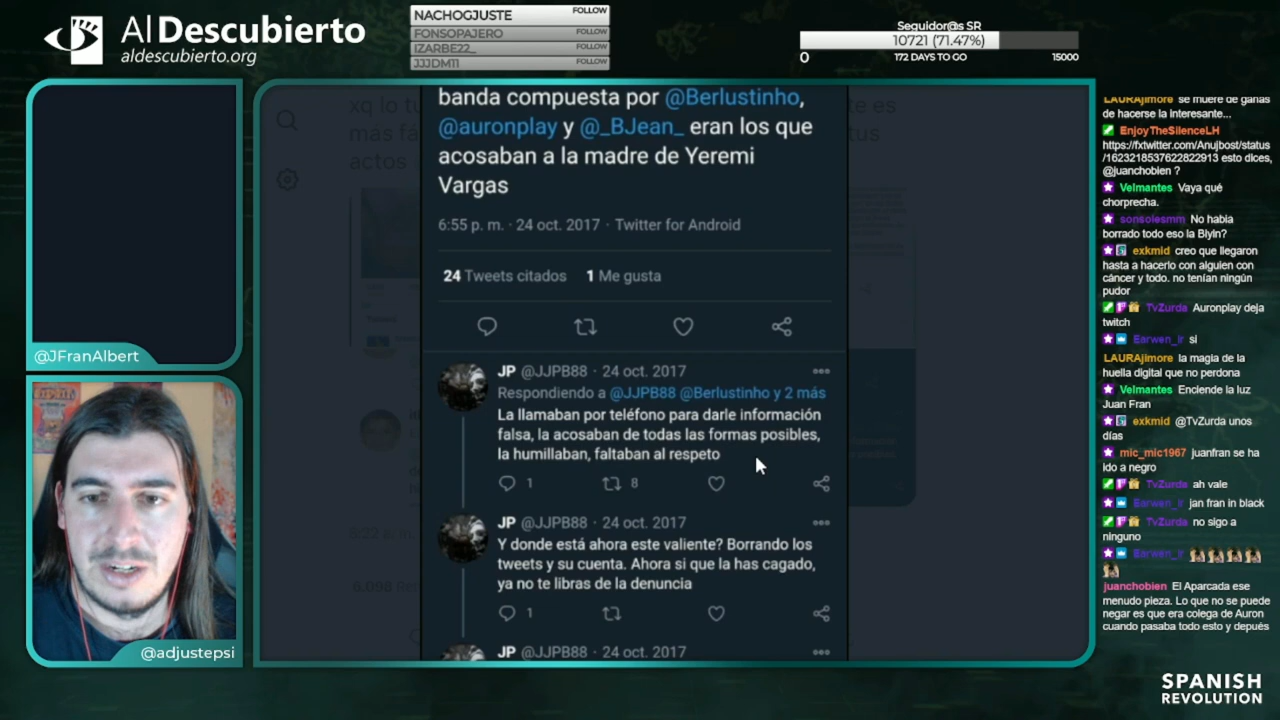 Al Descubierto
aldescubierto.org
NACHOGJUSTE FOLLOW
FONSOPAJERO FOLLOW
IZARBE22_ FOLLOW
JJJDM11 FOLLOW
Seguidor@s SR
10721 (71.47%)
0 172 DAYS TO GO 15000
@JFranAlbert
@adjustepsi
banda compuesta por @Berlustinho,
@auronplay y @_BJean_ eran los que
acosaban a la madre de Yeremi
Vargas
6:55 p. m. · 24 oct. 2017 · Twitter for Android
24 Tweets citados 1 Me gusta
JP @JJPB88 · 24 oct. 2017
Respondiendo a @JJPB88 @Berlustinho y 2 más
La llamaban por teléfono para darle información
falsa, la acosaban de todas las formas posibles,
la humillaban, faltaban al respeto
1 8
JP @JJPB88 · 24 oct. 2017
Y donde está ahora este valiente? Borrando los
tweets y su cuenta. Ahora si que la has cagado,
ya no te libras de la denuncia
1
JP @JJPB88 · 24 oct. 2017
LAURAjimore se muere de ganas
de hacerse la interesante...
EnjoyTheSilenceLH
https://fxtwitter.com/Anujbost/status
/1623218537622822913 esto dices,
@juanchobien ?
Velmantes Vaya qué
chorprecha.
sonsolesmm No habia
borrado todo eso la Blyin?
exkmid creo que llegaron
hasta a hacerlo con alguien con
cáncer y todo. no tenían ningún
pudor
TvZurda Auronplay deja
twitch
Earwen_Ir si
LAURAjimore la magia de la
huella digital que no perdona
Velmantes Enciende la luz
Juan Fran
exkmid @TvZurda unos
días
mic_mic1967 juanfran se ha
ido a negro
TvZurda ah vale
Earwen_Ir jan fran in black
TvZurda no sigo a
ninguno
Earwen_Ir
juanchobien El Aparcada ese
menudo pieza. Lo que no se puede
negar es que era colega de Auron
cuando pasaba todo esto y depués
SPANISH
REVOLUTION